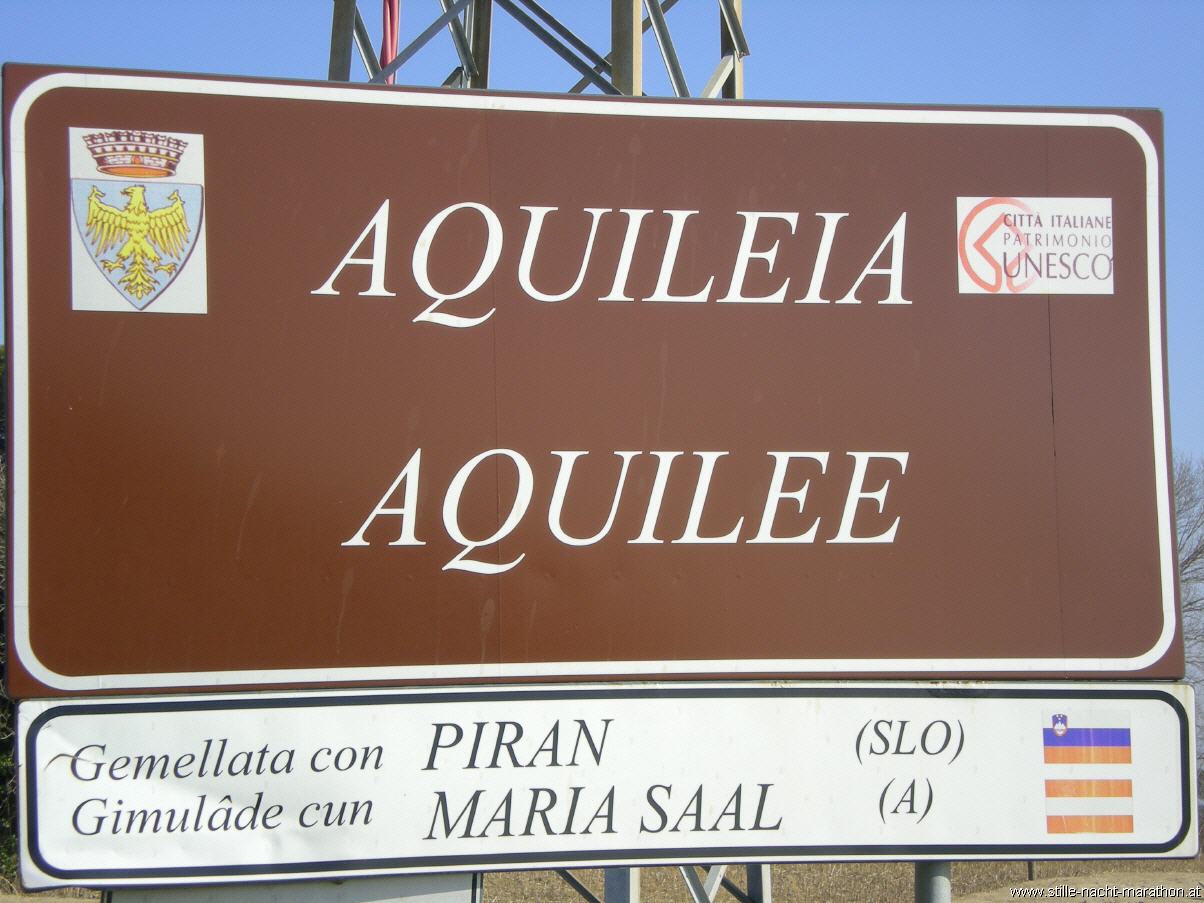 AQUILEIA
CITTÀ ITALIANE
PATRIMONIO
UNESCO
AQUILEE
Gemellata con PIRAN (SLO)
Gimulâde cun MARIA SAAL (A)
www.stille-nacht-marathon.at